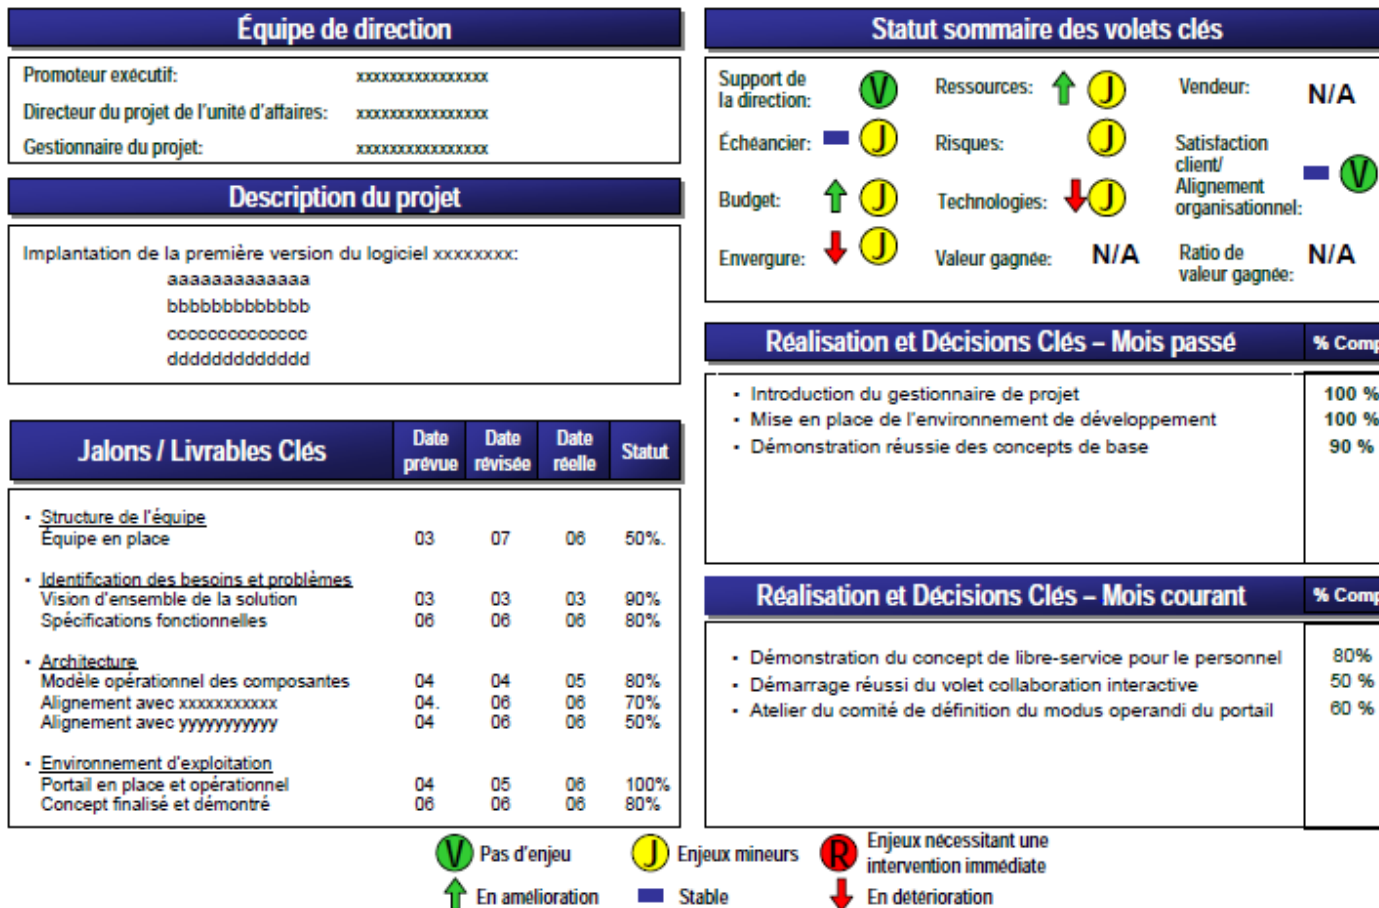 Équipe de direction
Promoteur exécutif: xxxxxxxxxxxxxxxx
Directeur du projet de l'unité d'affaires: xxxxxxxxxxxxxxxx
Gestionnaire du projet: xxxxxxxxxxxxxxxx
Description du projet
Implantation de la première version du logiciel xxxxxxxx:
aaaaaaaaaaaaa
bbbbbbbbbbbbb
cccccccccccccc
ddddddddddddd
Jalons / Livrables Clés Date prévue Date révisée Date réelle Statut
• Structure de l'équipe
Équipe en place 03 07 06 50%.
• Identification des besoins et problèmes
Vision d'ensemble de la solution 03 03 03 90%
Spécifications fonctionnelles 06 06 06 80%
• Architecture
Modèle opérationnel des composantes 04 04 05 80%
Alignement avec xxxxxxxxxxx 04. 06 06 70%
Alignement avec yyyyyyyyyyy 04 06 06 50%
• Environnement d'exploitation
Portail en place et opérationnel 04 05 06 100%
Concept finalisé et démontré 06 06 06 80%
Statut sommaire des volets clés
Support de la direction: V Ressources: J Vendeur: N/A
Échéancier: J Risques: J Satisfaction client/ Alignement organisationnel: V
Budget: J Technologies: J
Envergure: J Valeur gagnée: N/A Ratio de valeur gagnée: N/A
Réalisation et Décisions Clés – Mois passé % Comp
• Introduction du gestionnaire de projet 100 %
• Mise en place de l'environnement de développement 100 %
• Démonstration réussie des concepts de base 90 %
Réalisation et Décisions Clés – Mois courant % Comp
• Démonstration du concept de libre-service pour le personnel 80%
• Démarrage réussi du volet collaboration interactive 50 %
• Atelier du comité de définition du modus operandi du portail 60 %
V Pas d'enjeu J Enjeux mineurs R Enjeux nécessitant une intervention immédiate
En amélioration Stable En détérioration